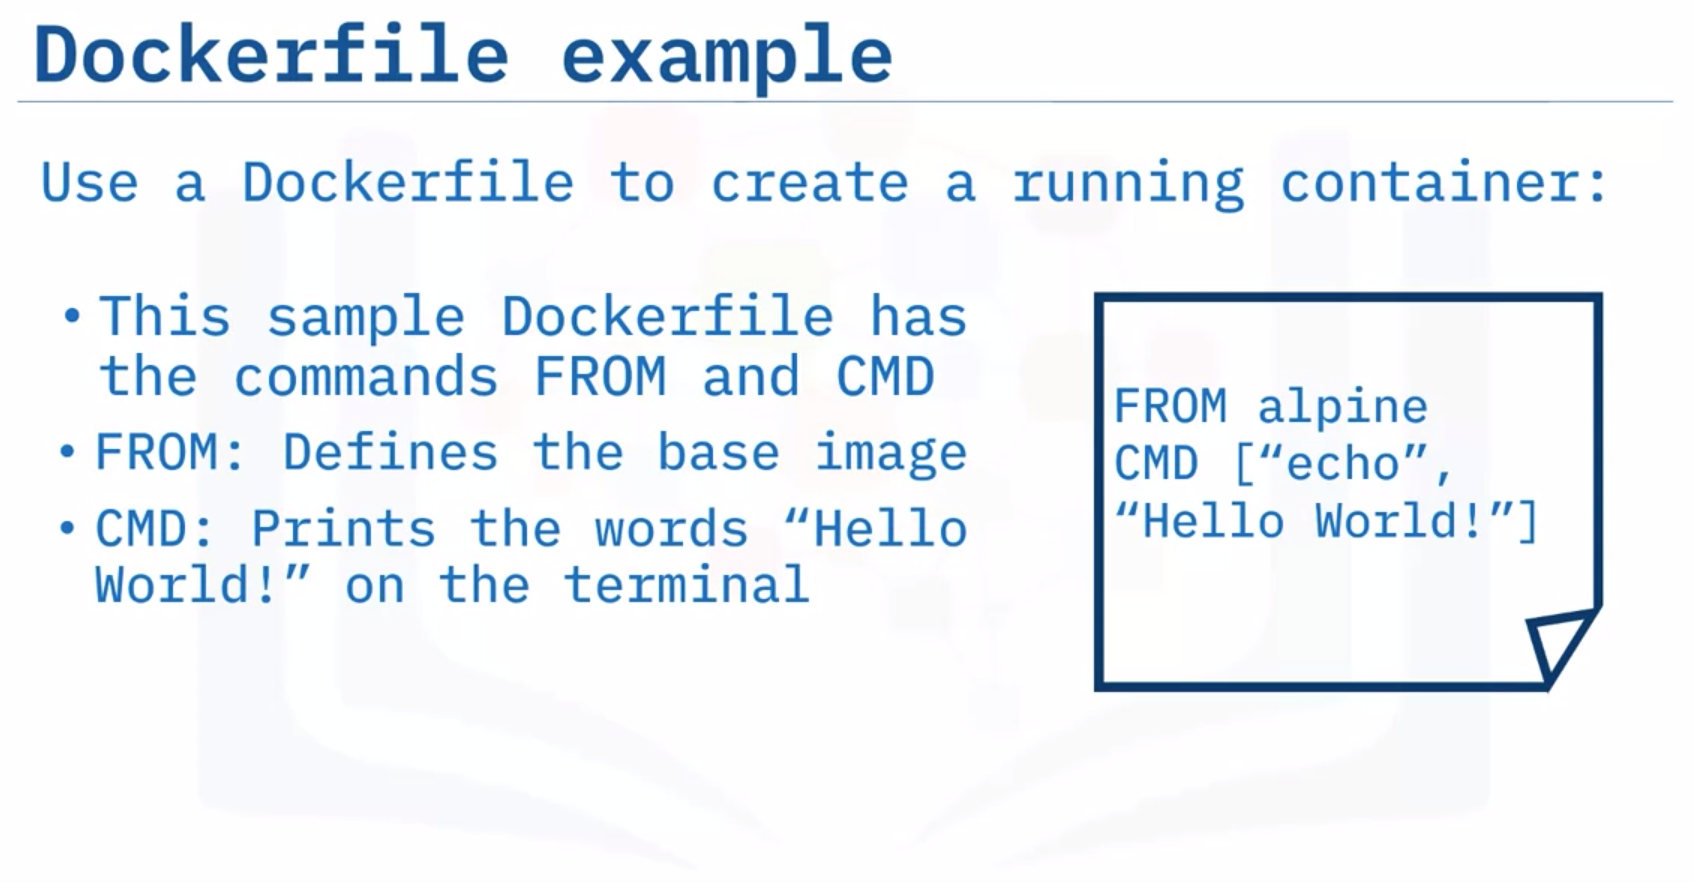 Dockerfile example
Use a Dockerfile to create a running container:
• This sample Dockerfile has
the commands FROM and CMD
• FROM: Defines the base image
• CMD: Prints the words “Hello
World!” on the terminal
FROM alpine
CMD [“echo”,
“Hello World!”]